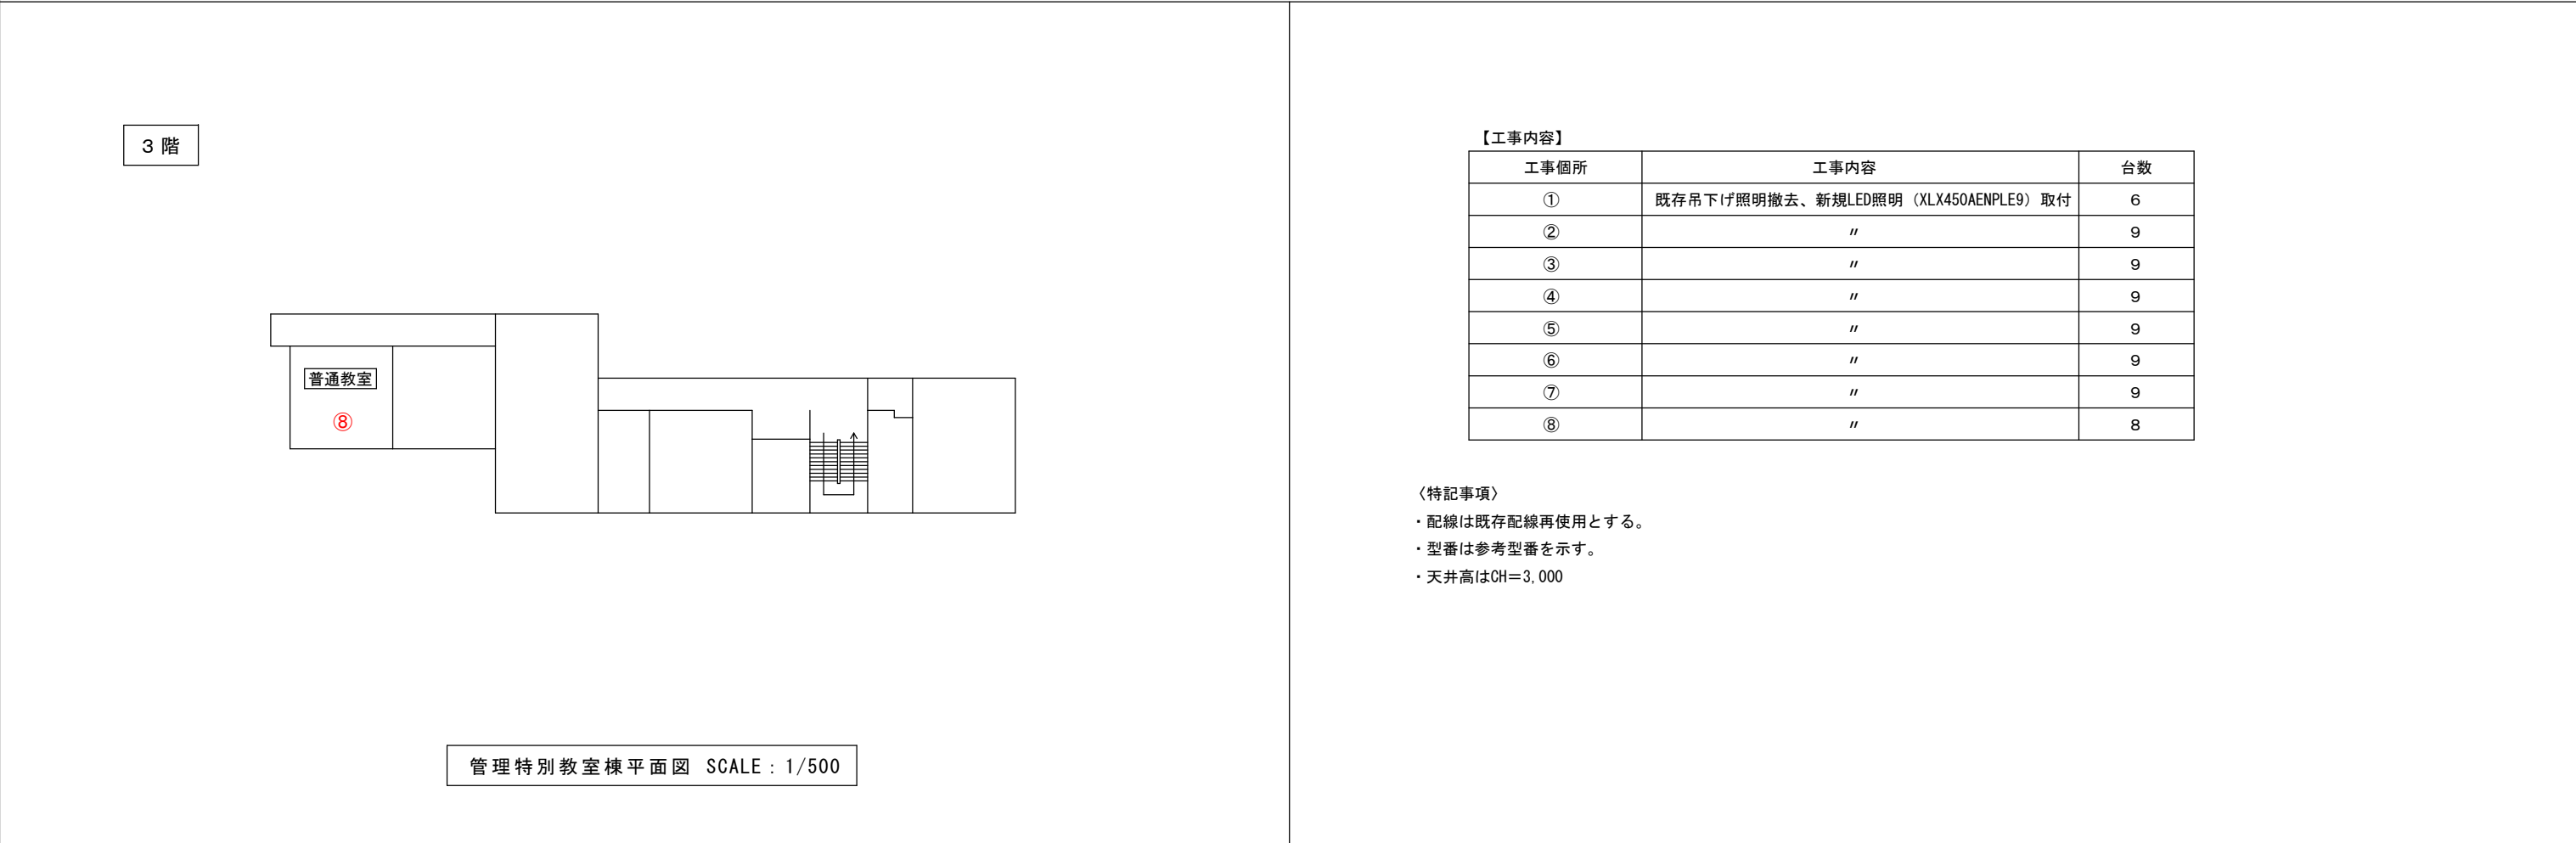 ３階
普通教室
⑧
管理特別教室棟平面図 SCALE：1/500
【工事内容】
工事個所 工事内容 台数
① 既存吊下げ照明撤去、新規LED照明（XLX450AENPLE9）取付 6
② 〃 9
③ 〃 9
④ 〃 9
⑤ 〃 9
⑥ 〃 9
⑦ 〃 9
⑧ 〃 8
〈特記事項〉
・配線は既存配線再使用とする。
・型番は参考型番を示す。
・天井高はCH＝3,000